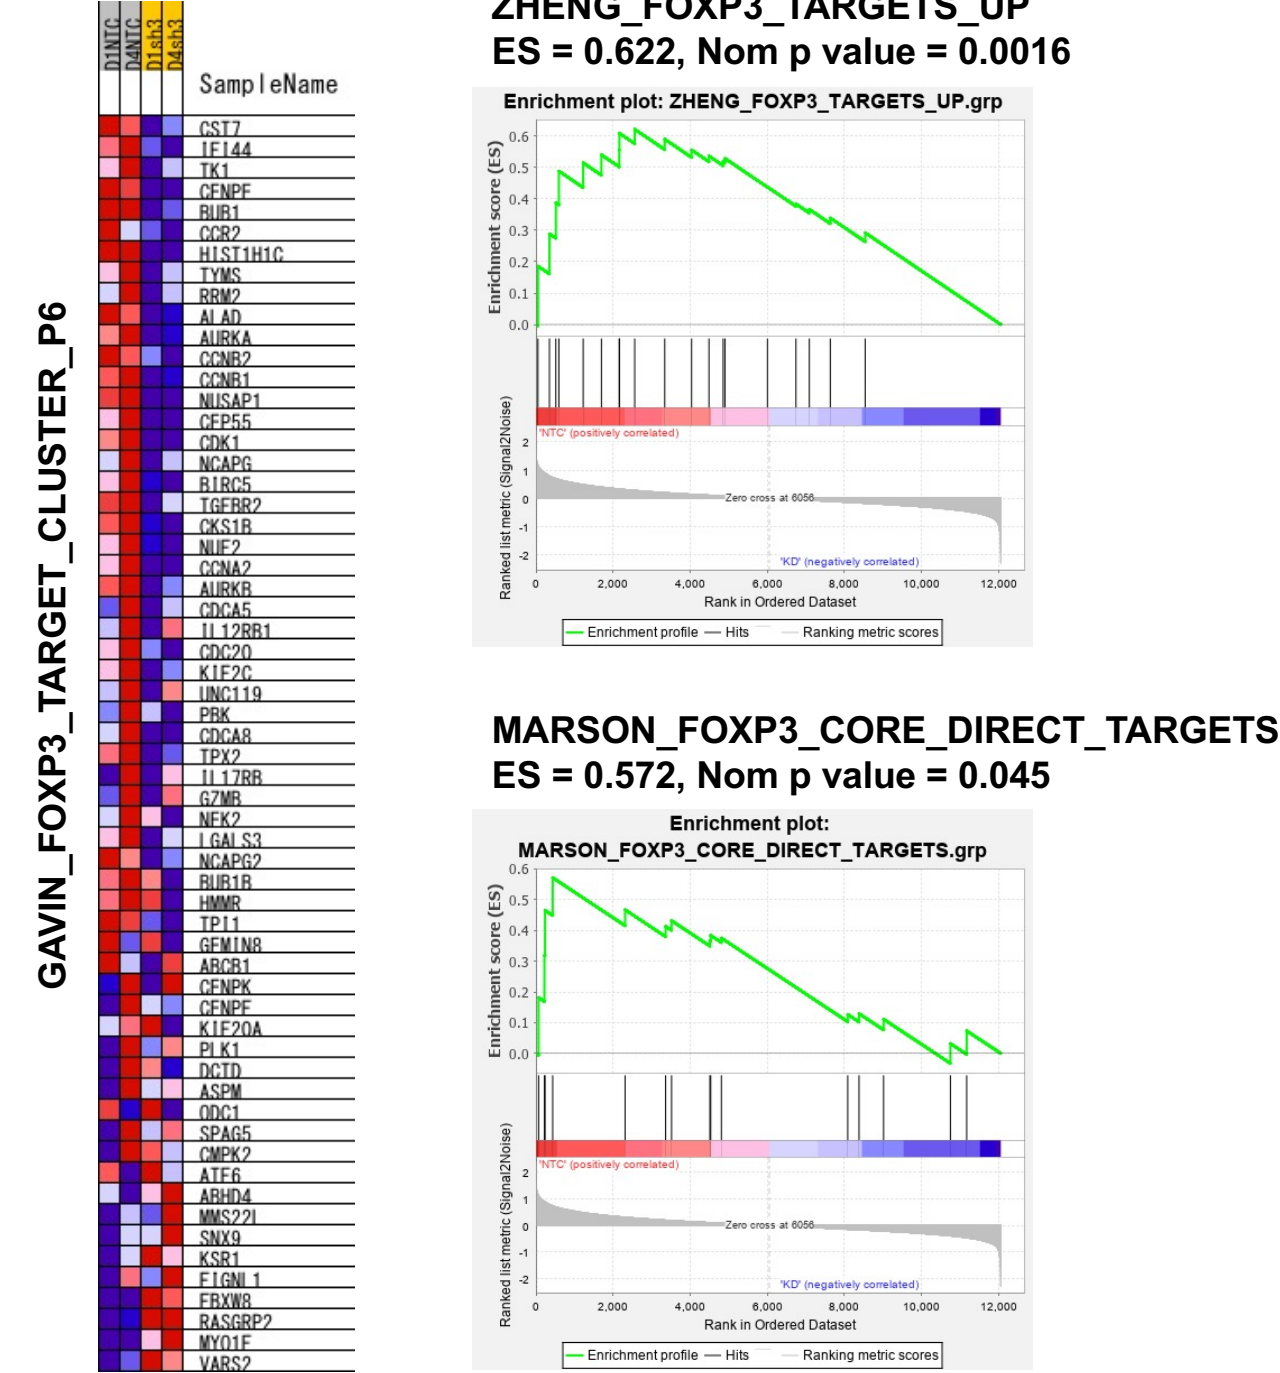 GAVIN_FOXP3_TARGET_CLUSTER_P6
D1NTC
D4NTC
D1sh3
D4sh3
SampleName
CST7
IFI44
TK1
CENPF
BUB1
CCR2
HIST1H1C
TYMS
RRM2
ALAD
AURKA
CCNB2
CCNB1
NUSAP1
CEP55
CDK1
NCAPG
BIRC5
TGFBR2
CKS1B
NUF2
CCNA2
AURKB
CDCA5
IL12RB1
CDC20
KIF2C
UNC119
PBK
CDCA8
TPX2
IL17RB
GZMB
NEK2
LGALS3
NCAPG2
BUB1B
HMMR
TPI1
GEMIN8
ABCB1
CENPK
CENPE
KIF20A
PLK1
DCTD
ASPM
ODC1
SPAG5
CMPK2
ATF6
ABHD4
MMS22L
SNX9
KSR1
FIGNL1
FBXW8
RASGRP2
MYO1F
VARS2
ZHENG_FOXP3_TARGETS_UP
ES = 0.622, Nom p value = 0.0016
Enrichment plot: ZHENG_FOXP3_TARGETS_UP.grp
Enrichment score (ES)
0.6
0.5
0.4
0.3
0.2
0.1
0.0
'NTC' (positively correlated)
Ranked list metric (Signal2Noise)
2
1
0
-1
-2
Zero cross at 6056
'KD' (negatively correlated)
0 2,000 4,000 6,000 8,000 10,000 12,000
Rank in Ordered Dataset
Enrichment profile Hits Ranking metric scores
MARSON_FOXP3_CORE_DIRECT_TARGETS
ES = 0.572, Nom p value = 0.045
Enrichment plot:
MARSON_FOXP3_CORE_DIRECT_TARGETS.grp
Enrichment score (ES)
0.6
0.5
0.4
0.3
0.2
0.1
0.0
'NTC' (positively correlated)
Ranked list metric (Signal2Noise)
2
1
0
-1
-2
Zero cross at 6056
'KD' (negatively correlated)
0 2,000 4,000 6,000 8,000 10,000 12,000
Rank in Ordered Dataset
Enrichment profile Hits Ranking metric scores